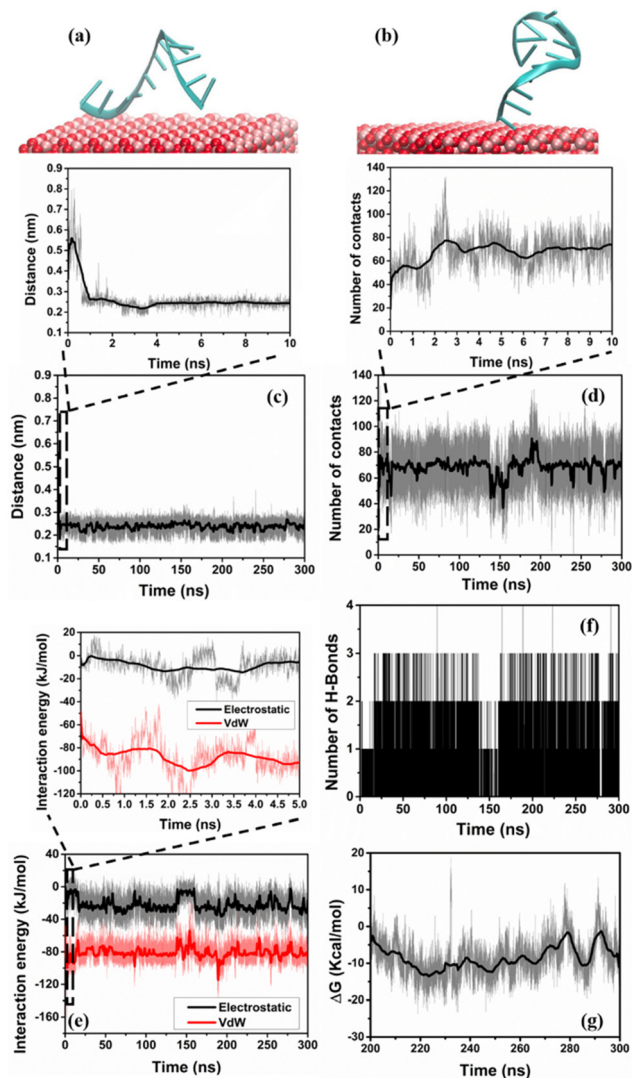 (a)
(b)
0.9
0.8
0.7
0.6
0.5
0.4
0.3
0.2
0.1
Distance (nm)
0 2 4 6 8 10
Time (ns)
140
120
100
80
60
40
20
0
Number of contacts
0 1 2 3 4 5 6 7 8 9 10
Time (ns)
(c)
0.9
0.8
0.7
0.6
0.5
0.4
0.3
0.2
0.1
Distance (nm)
0 50 100 150 200 250 300
Time (ns)
(d)
140
120
100
80
60
40
20
0
Number of contacts
0 50 100 150 200 250 300
Time (ns)
20
0
-20
-40
-60
-80
-100
-120
Interaction energy (kJ/mol)
Electrostatic
VdW
0.0 0.5 1.0 1.5 2.0 2.5 3.0 3.5 4.0 4.5 5.0
Time (ns)
(f)
4
3
2
1
0
Number of H-Bonds
0 50 100 150 200 250 300
Time (ns)
40
0
-40
-80
-120
-160
Interaction energy (kJ/mol)
Electrostatic
VdW
(e)
0 50 100 150 200 250 300
Time (ns)
20
10
0
-10
-20
-30
ΔG (Kcal/mol)
(g)
200 220 240 260 280 300
Time (ns)